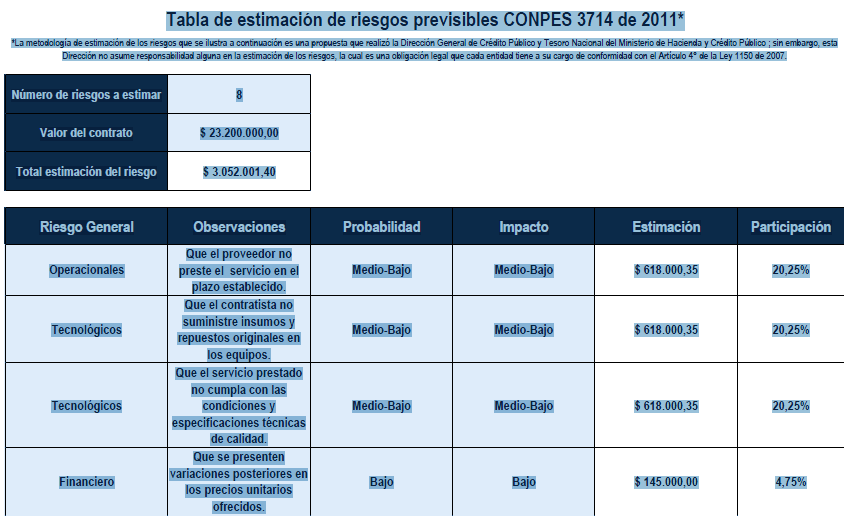 Tabla de estimación de riesgos previsibles CONPES 3714 de 2011*
*La metodología de estimación de los riesgos que se ilustra a continuación es una propuesta que realizó la Dirección General de Crédito Público y Tesoro Nacional del Ministerio de Hacienda y Crédito Público ; sin embargo, esta
Dirección no asume responsabilidad alguna en la estimación de los riesgos, la cual es una obligación legal que cada entidad tiene a su cargo de conformidad con el Artículo 4° de la Ley 1150 de 2007.
Número de riesgos a estimar 8
Valor del contrato $ 23.200.000,00
Total estimación del riesgo $ 3.052.001,40
Riesgo General Observaciones Probabilidad Impacto Estimación Participación
Que el proveedor no
Operacionales preste el servicio en el Medio-Bajo Medio-Bajo $ 618.000,35 20,25%
plazo establecido.
Que el contratista no
suministre insumos y
Tecnológicos repuestos originales en Medio-Bajo Medio-Bajo $ 618.000,35 20,25%
los equipos.
Que el servicio prestado
no cumpla con las
Tecnológicos condiciones y Medio-Bajo Medio-Bajo $ 618.000,35 20,25%
especificaciones técnicas
de calidad.
Que se presenten
variaciones posteriores en
Financiero los precios unitarios Bajo Bajo $ 145.000,00 4,75%
ofrecidos.